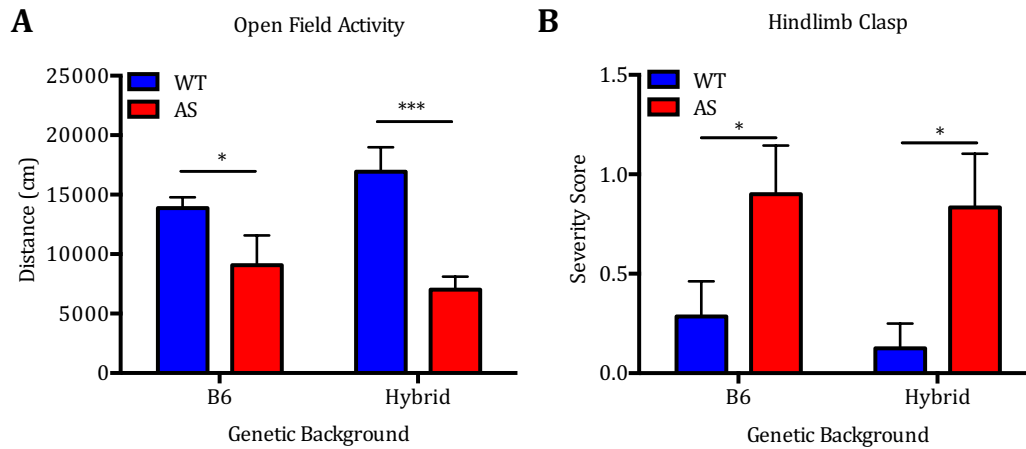 A
Open Field Activity
WT
AS
25000
20000
15000
10000
5000
0
Distance (cm)
*
***
B6
Hybrid
Genetic Background
B
Hindlimb Clasp
WT
AS
1.5
1.0
0.5
0.0
Severity Score
*
*
B6
Hybrid
Genetic Background